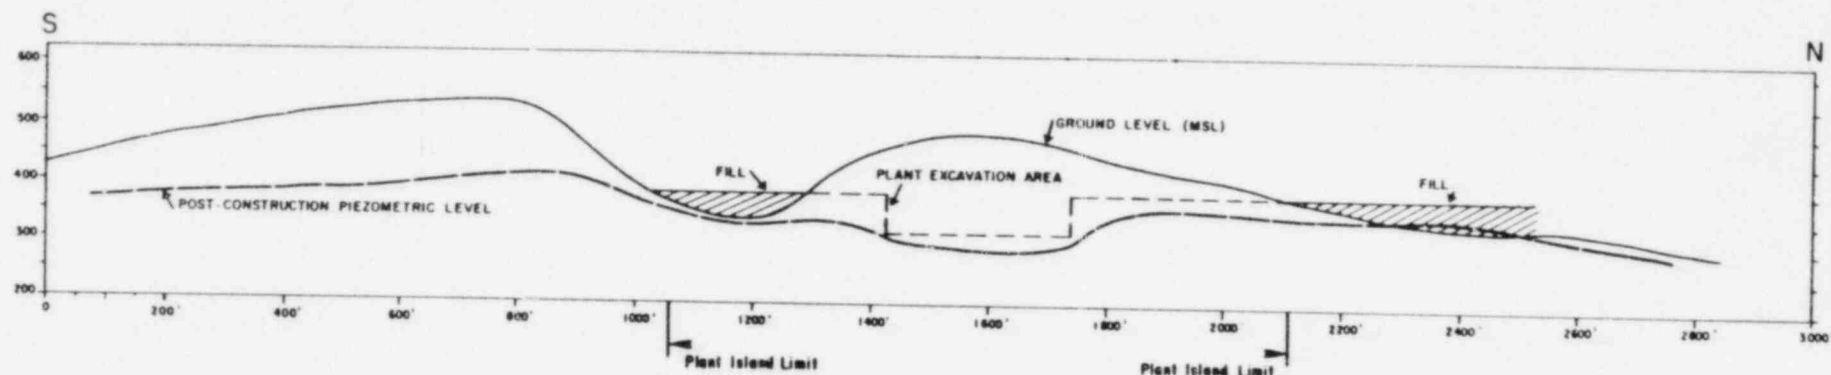 S
N
600
500
400
300
200
GROUND LEVEL (MSL)
FILL
PLANT EXCAVATION AREA
FILL
POST-CONSTRUCTION PIEZOMETRIC LEVEL
0
200'
400'
600'
800'
1000'
1200'
1400'
1600'
1800'
2000'
2200'
2400'
2600'
2800'
3000
Plant Island Limit
Plant Island Limit